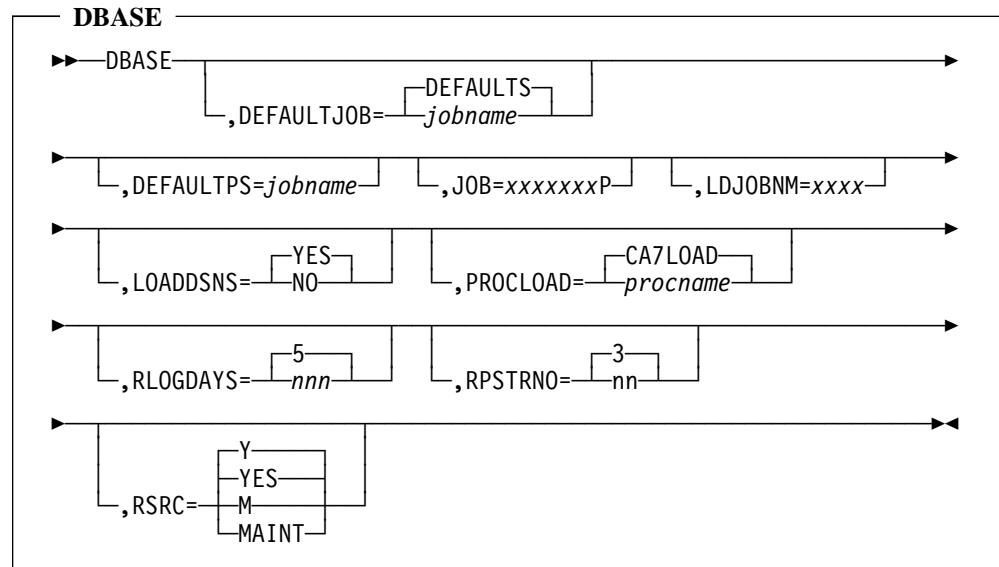 DBASE
DBASE
DEFAULTS
,DEFAULTJOB= jobname
,DEFAULTPS=jobname ,JOB=xxxxxxxP ,LDJOBNM=xxxx
YES CA7LOAD
,LOADDSNS= NO ,PROCLOAD= procname
5 3
,RLOGDAYS= nnn ,RPSTRNO= nn
Y
YES
,RSRC= M
MAINT